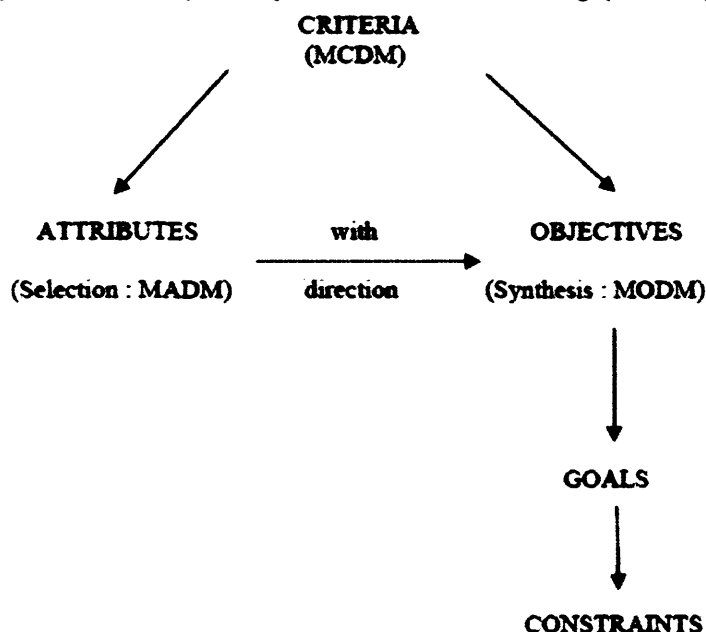 CRITERIA
(MCDM)
ATTRIBUTES with OBJECTIVES
(Selection : MADM) direction (Synthesis : MODM)
GOALS
CONSTRAINTS